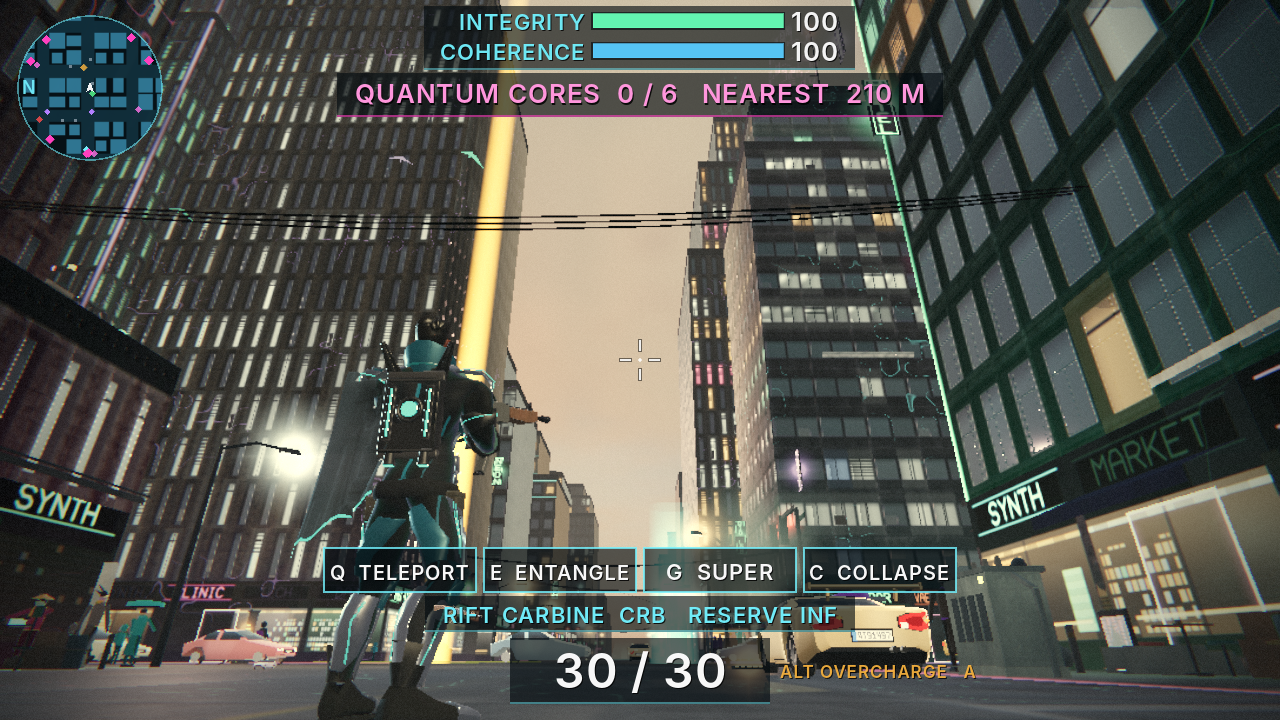 INTEGRITY 100
COHERENCE 100
QUANTUM CORES 0 / 6 NEAREST 210 M
N
E
MARKET
SYNTH
SYNTH
LINIC
Q TELEPORT
E ENTANGLE
G SUPER
C COLLAPSE
RIFT CARBINE CRB RESERVE INF
30 / 30
ALT OVERCHARGE A